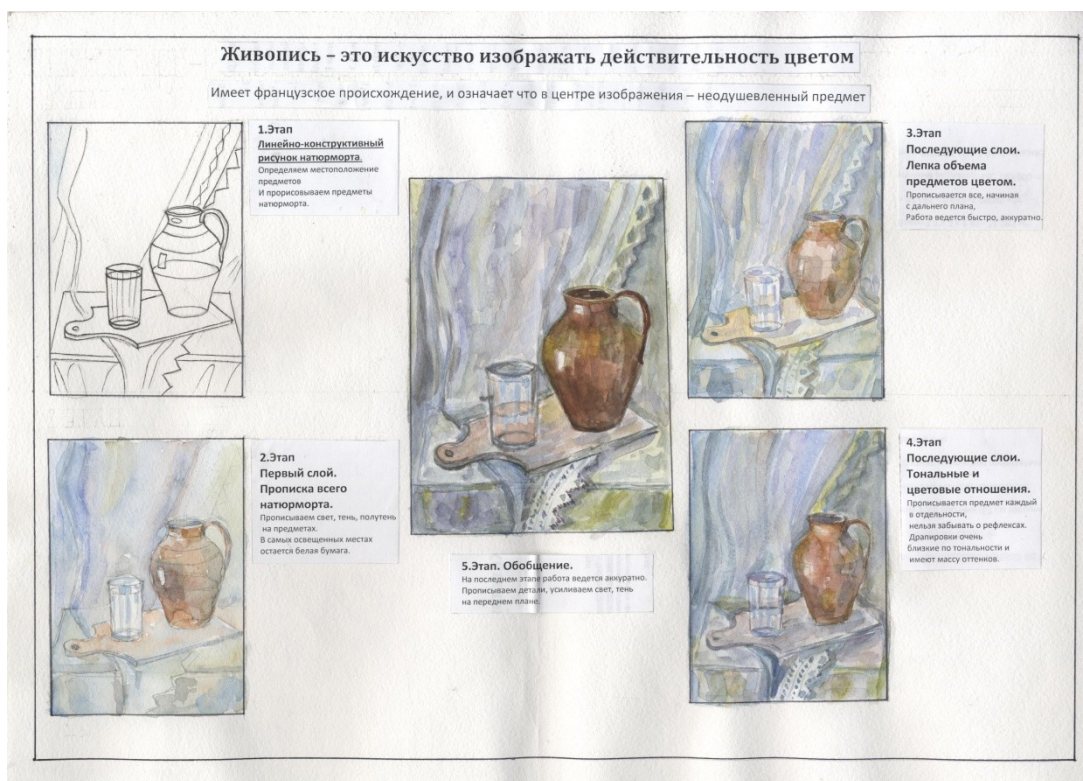 Живопись – это искусство изображать действительность цветом
Имеет французское происхождение, и означает что в центре изображения – неодушевленный предмет
1.Этап
Линейно-конструктивный
рисунок натюрморта.
Определяем местоположение
предметов
И прорисовываем предметы
натюрморта.
2.Этап
Первый слой.
Прописка всего
натюрморта.
Прописываем свет, тень, полутень
на предметах.
В самых освещенных местах
остается белая бумага.
3.Этап
Последующие слои.
Лепка объема
предметов цветом.
Прописывается все, начиная
с дальнего плана,
Работа ведется быстро, аккуратно.
4.Этап
Последующие слои.
Тональные и
цветовые отношения.
Прописывается предмет каждый
в отдельности,
нельзя забывать о рефлексах.
Драпировки очень
близкие по тональности и
имеют массу оттенков.
5.Этап. Обобщение.
На последнем этапе работа ведется аккуратно.
Прописываем детали, усиливаем свет, тень
на переднем плане.